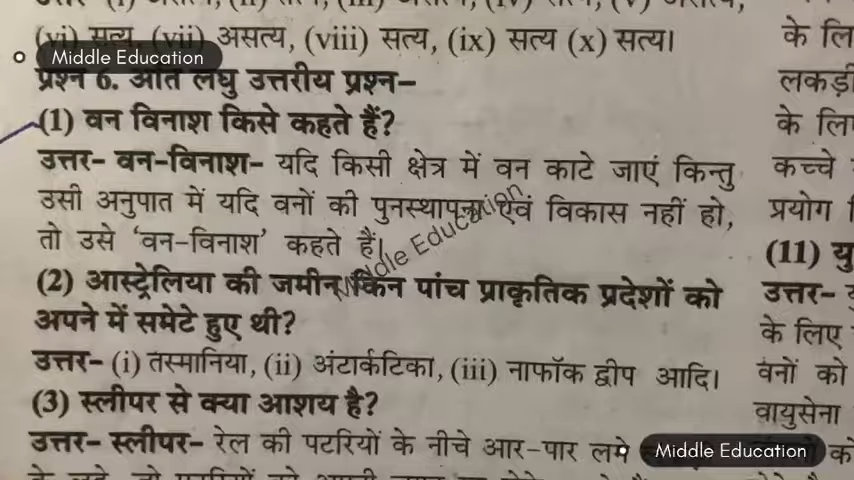 (vi) सत्य, (vii) असत्य, (viii) सत्य, (ix) सत्य (x) सत्य।
Middle Education
प्रश्न 6. अति लघु उत्तरीय प्रश्न–
(1) वन विनाश किसे कहते हैं?
उत्तर– वन-विनाश– यदि किसी क्षेत्र में वन काटे जाएं किन्तु
उसी अनुपात में यदि वनों की पुनस्थापना एवं विकास नहीं हो,
तो उसे 'वन-विनाश' कहते हैं।
Middle Education
(2) आस्ट्रेलिया की जमीन किन पांच प्राकृतिक प्रदेशों को
अपने में समेटे हुए थी?
उत्तर– (i) तस्मानिया, (ii) अंटार्कटिका, (iii) नाफॉक द्वीप आदि।
(3) स्लीपर से क्या आशय है?
उत्तर– स्लीपर– रेल की पटरियों के नीचे आर-पार लमे
Middle Education
के लि
लकड़ी
के लि
कच्चे
प्रयोग
(11) यु
उत्तर–
के लिए
वनों को
वायुसेना
को